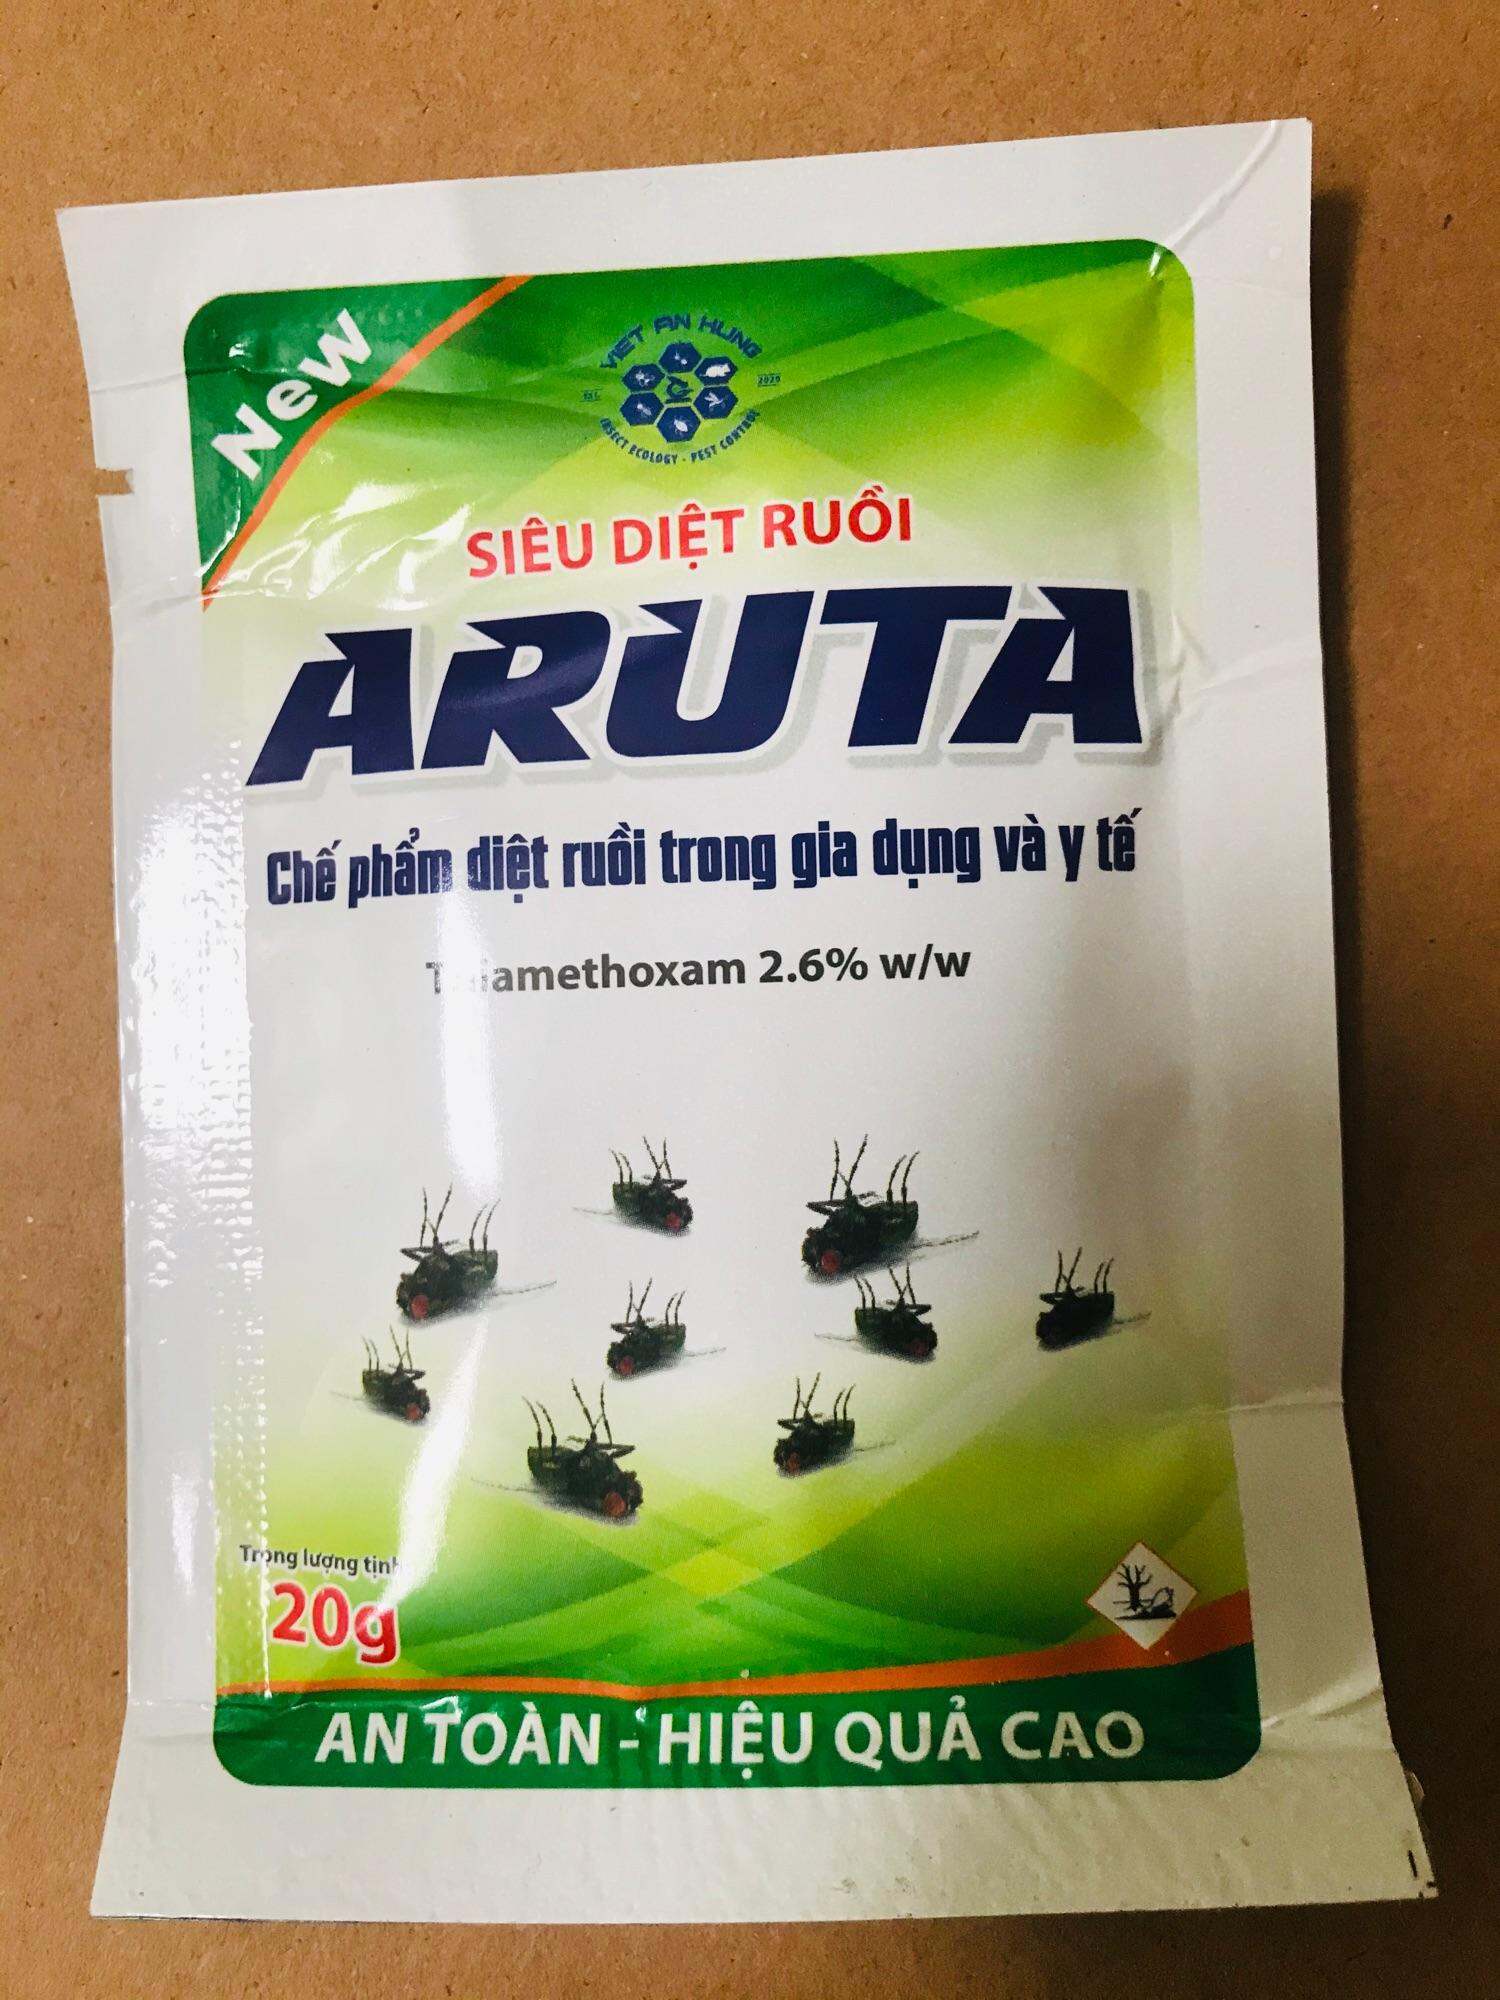 New
VIET AN HUNG
2020
INSECT ECOLOGY - PEST CONTROL
SIÊU DIỆT RUỒI
ARUTA
Chế phẩm diệt ruồi trong gia dụng và y tế
Thiamethoxam 2.6% w/w
Trọng lượng tịnh
20g
AN TOÀN - HIỆU QUẢ CAO